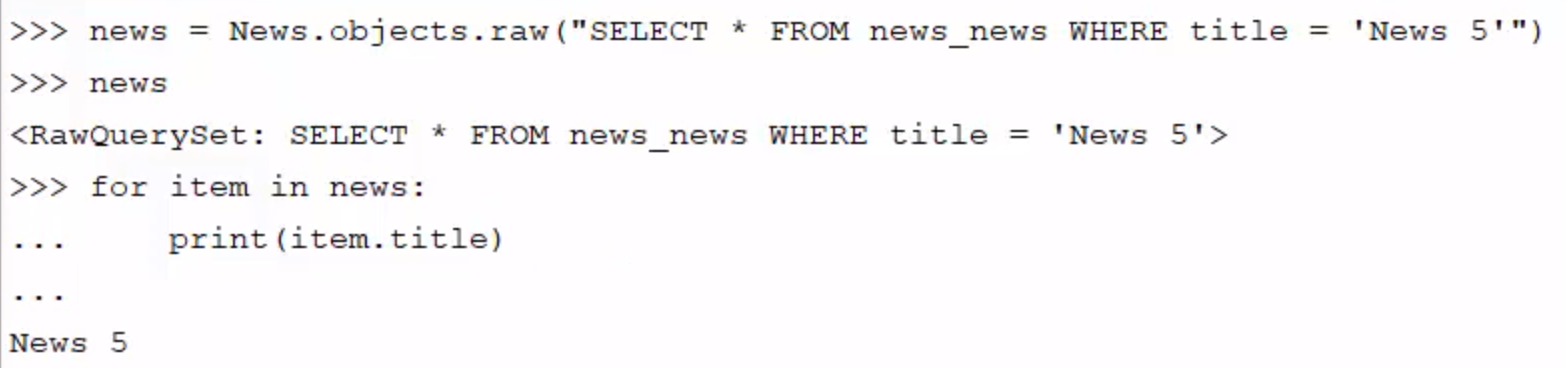 >>> news = News.objects.raw("SELECT * FROM news_news WHERE title = 'News 5'")
>>> news
<RawQuerySet: SELECT * FROM news_news WHERE title = 'News 5'>
>>> for item in news:
...     print(item.title)
...
News 5